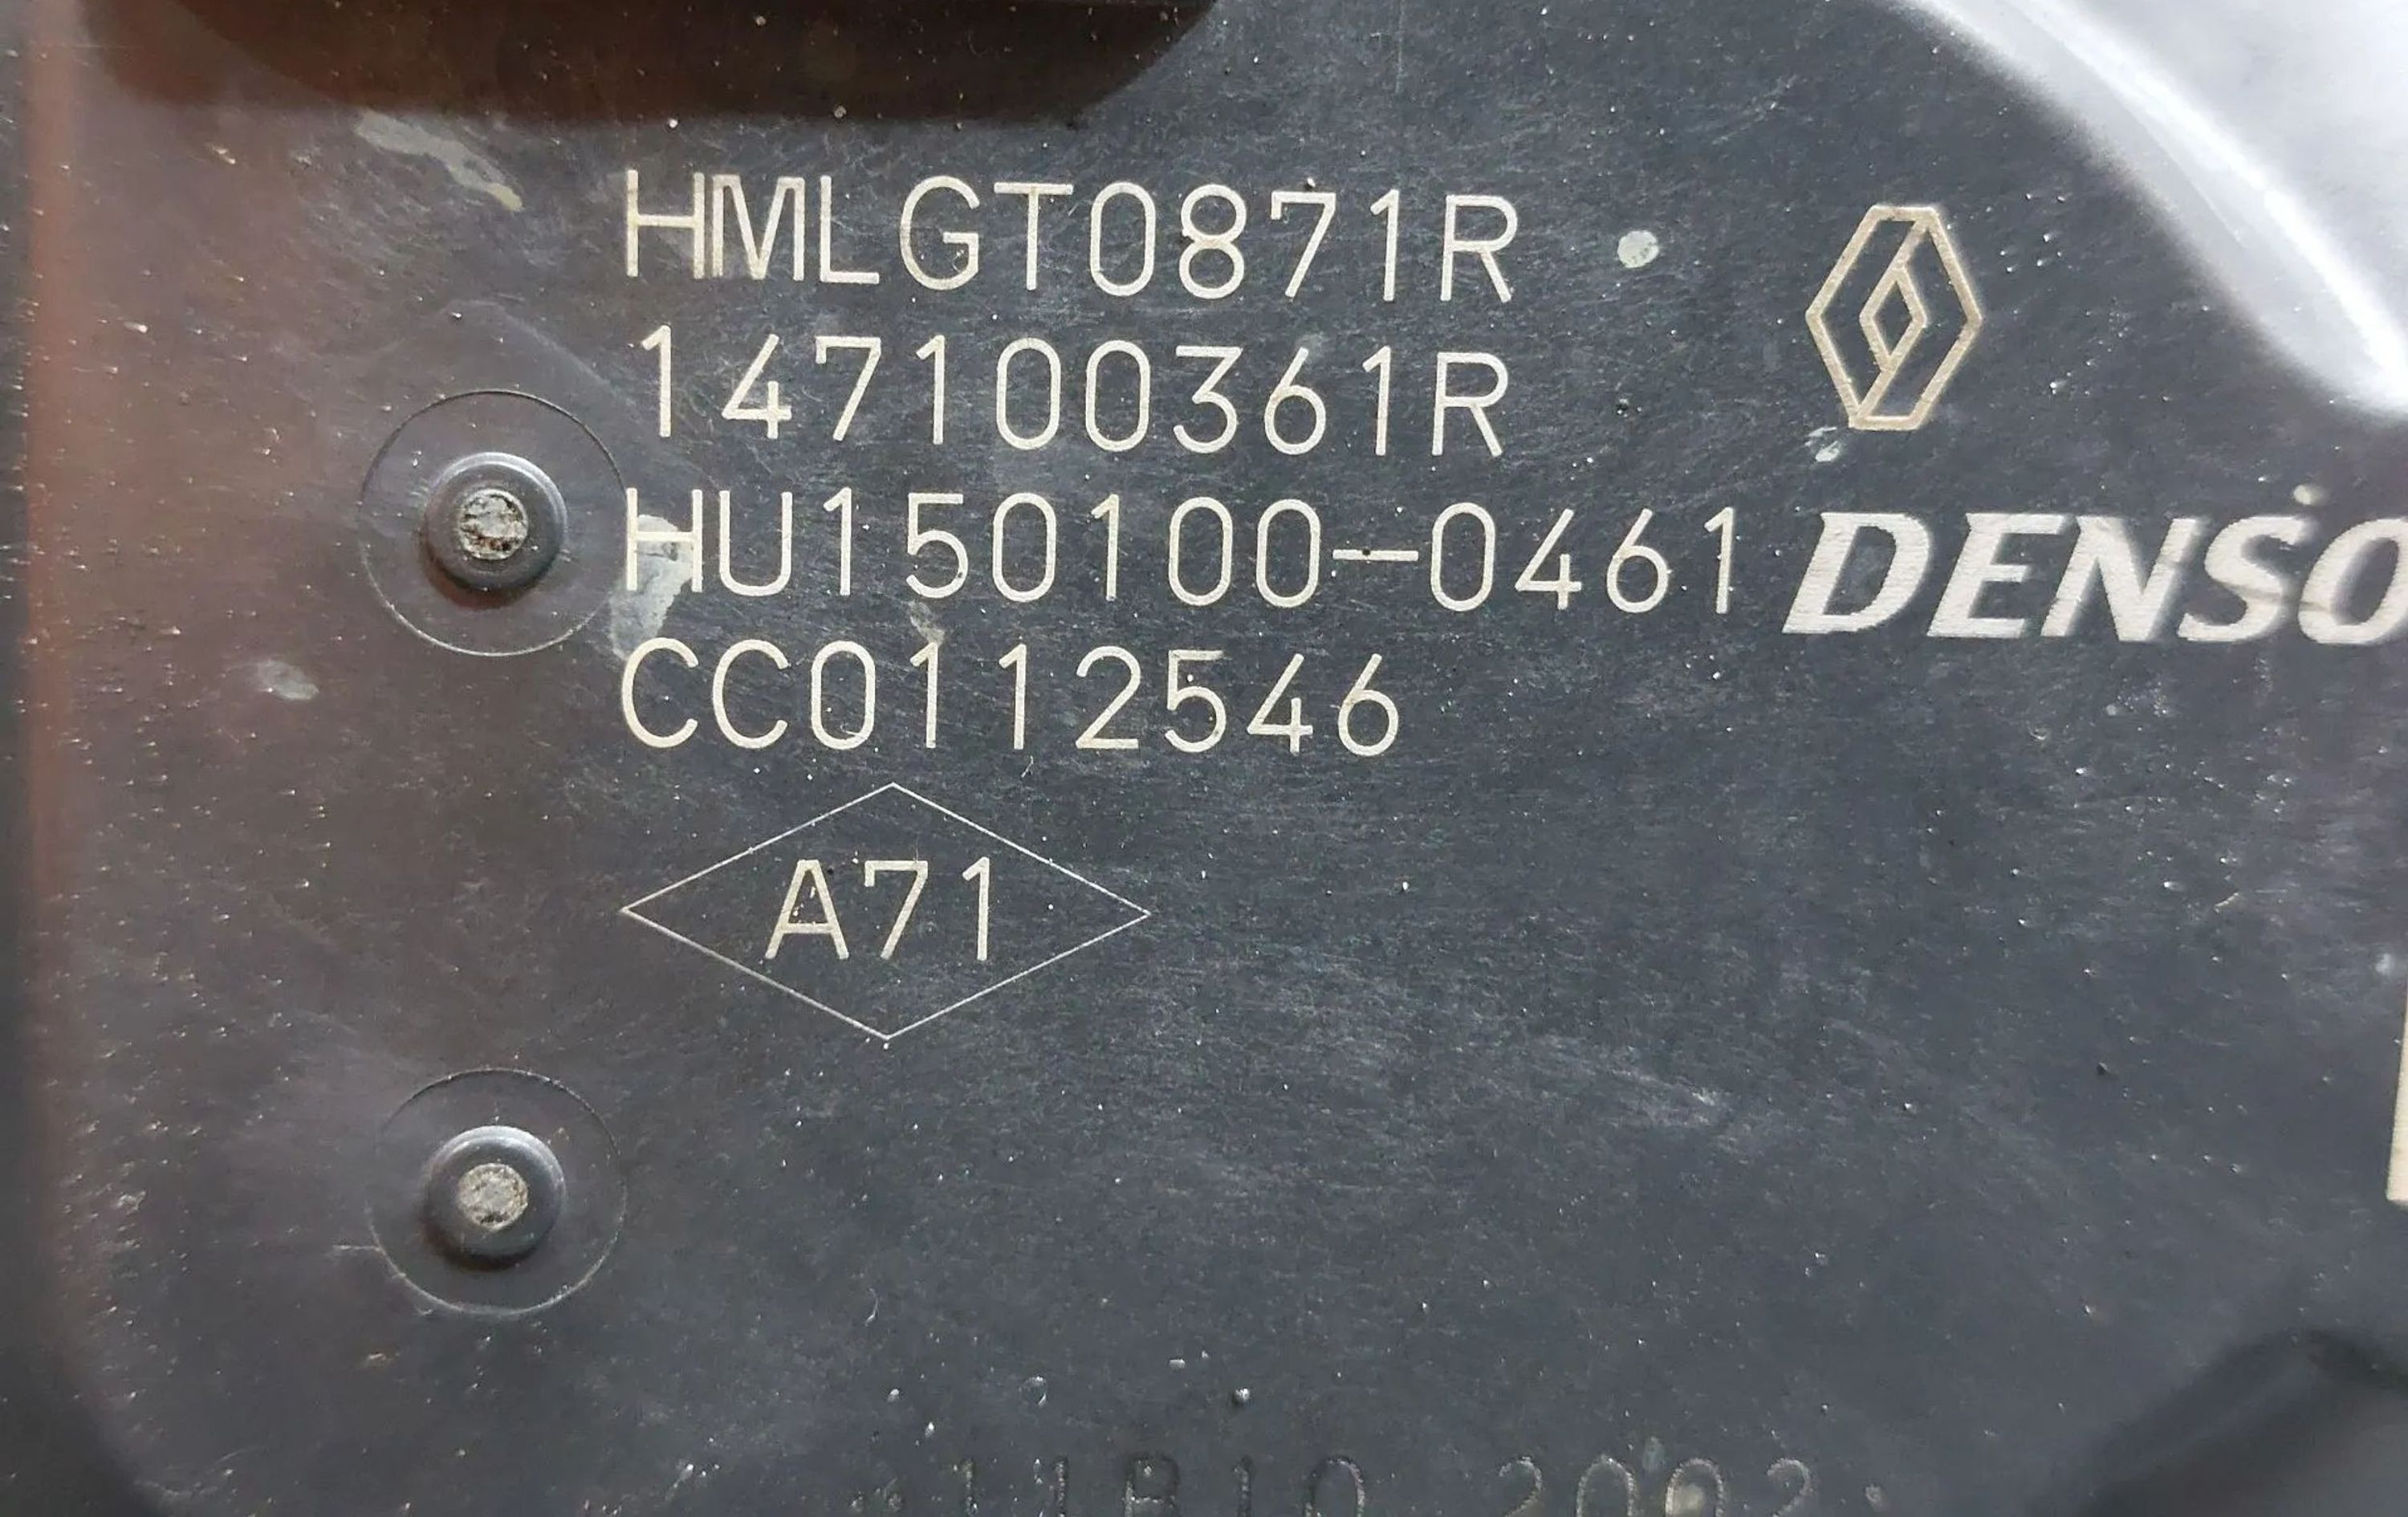 HMLGT0871R
147100361R
HU150100-0461
DENSO
CC0112546
A71